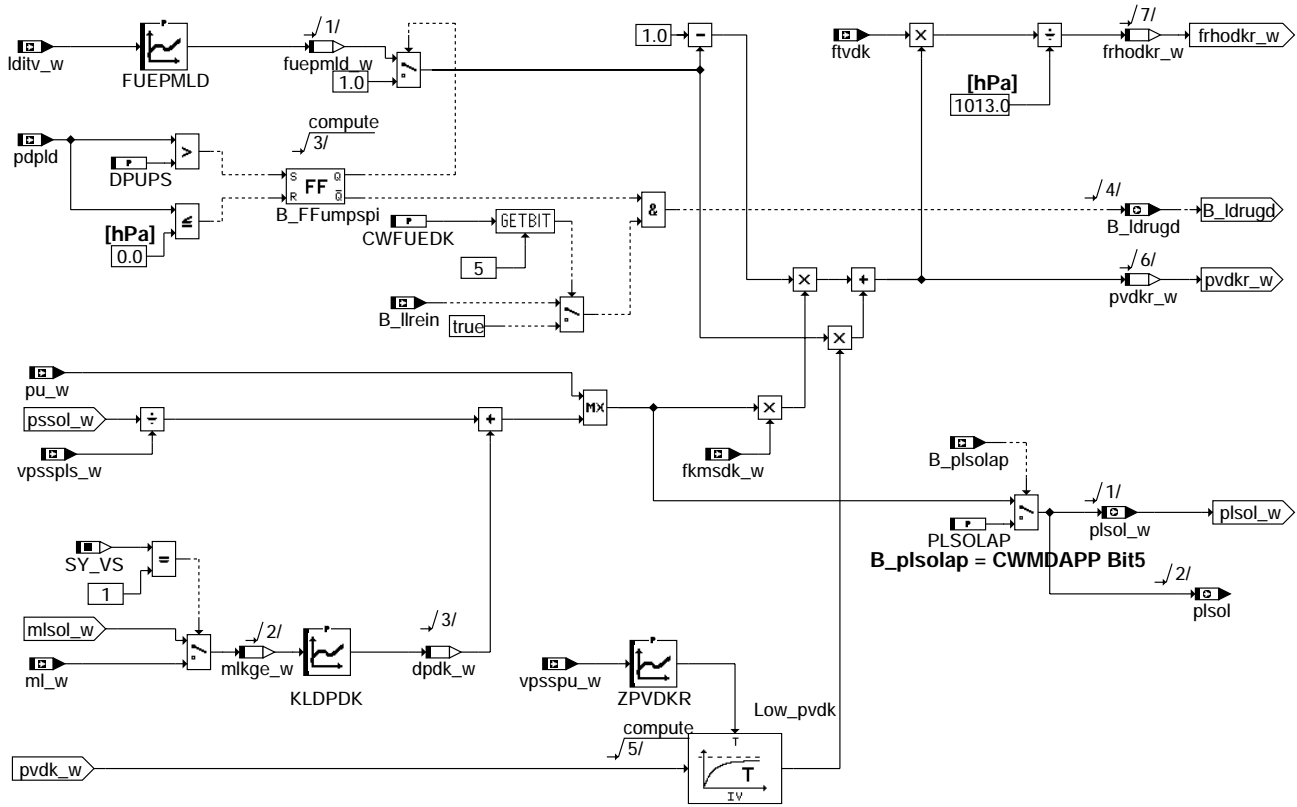 lditv_w
P
FUEPMLD
/1/
fuepmld_w
1.0
1.0
-
ftvdk
×
÷
/7/
frhodkr_w
frhodkr_w
[hPa]
1013.0
pdpld
P
DPUPS
>
compute
3/
S
Q
FF
R
Q
B_FFumpspi
≤
[hPa]
0.0
P
CWFUEDK
GETBIT
5
&
/4/
B_ldrugd
B_ldrugd
B_llrein
true
×
+
/6/
pvdkr_w
pvdkr_w
×
pu_w
pssol_w
÷
vpsspls_w
+
MX
×
fkmsdk_w
B_plsolap
P
PLSOLAP
/1/
plsol_w
plsol_w
B_plsolap = CWMDAPP Bit5
/2/
plsol
SY_VS
=
1
mlsol_w
ml_w
/2/
mlkge_w
P
KLDPDK
/3/
dpdk_w
vpsspu_w
P
ZPVDKR
Low_pvdk
compute
5/
T
T
IV
pvdk_w